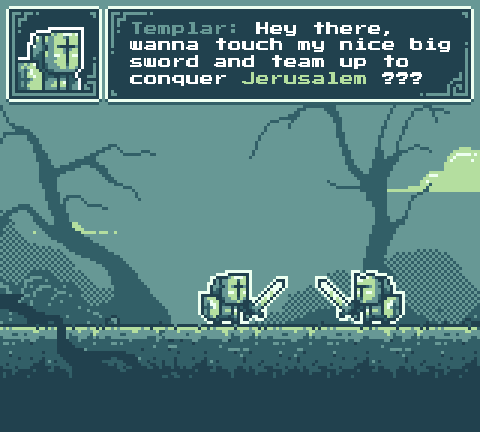 Templar: Hey there,
wanna touch my nice big
sword and team up to
conquer Jerusalem ???